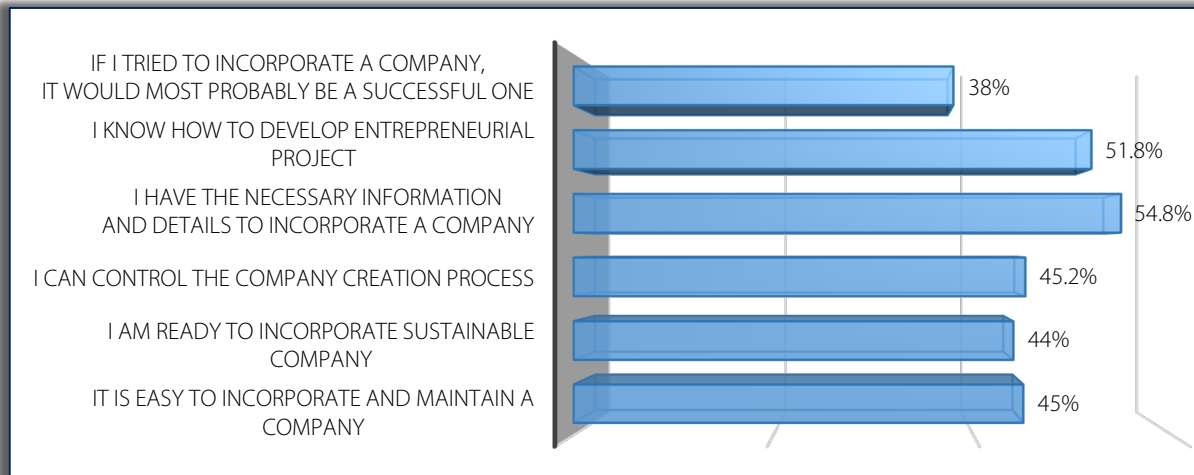 IF I TRIED TO INCORPORATE A COMPANY,
IT WOULD MOST PROBABLY BE A SUCCESSFUL ONE
38%
I KNOW HOW TO DEVELOP ENTREPRENEURIAL
PROJECT
51.8%
I HAVE THE NECESSARY INFORMATION
AND DETAILS TO INCORPORATE A COMPANY
54.8%
I CAN CONTROL THE COMPANY CREATION PROCESS
45.2%
I AM READY TO INCORPORATE SUSTAINABLE
COMPANY
44%
IT IS EASY TO INCORPORATE AND MAINTAIN A
COMPANY
45%